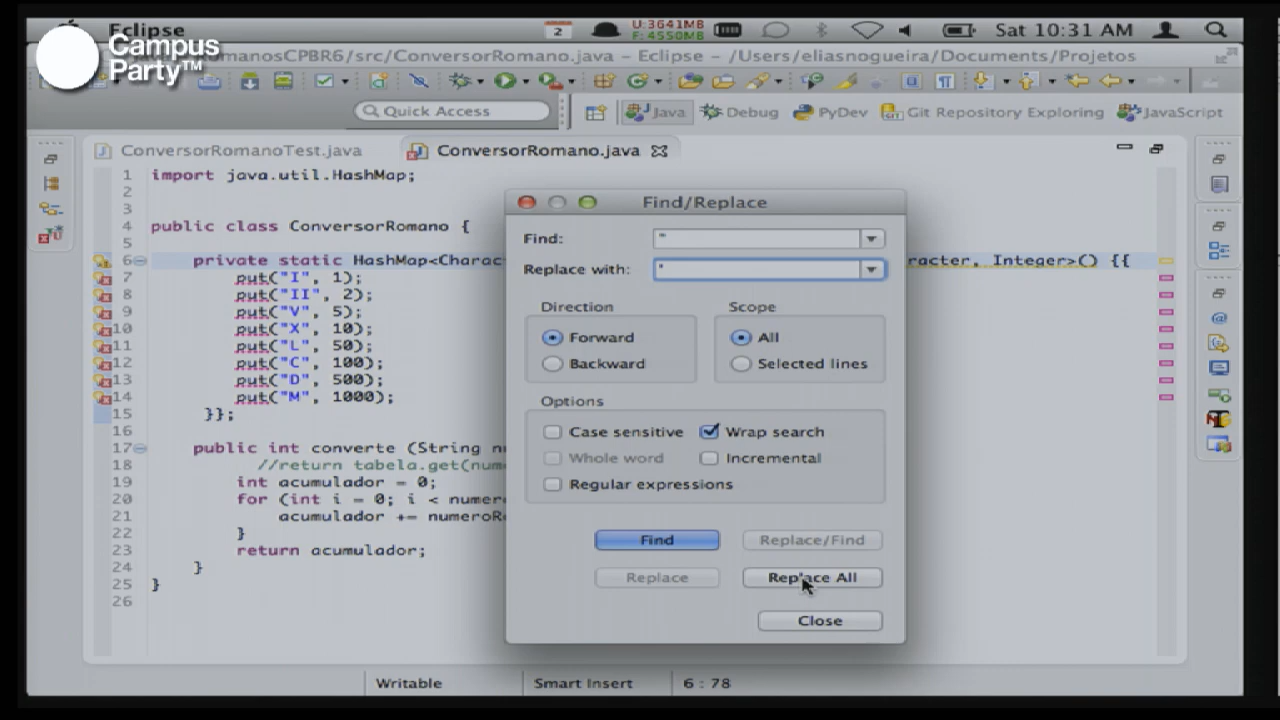 Campus
Party™
Eclipse
2
U:3641MB
F: 4550MB
Sat 10:31 AM
omanosCPBR6/src/ConversorRomano.java – Eclipse – /Users/eliasnogueira/Documents/Projetos
Quick Access
Java
Debug
PyDev
Git Repository Exploring
JavaScript
ConversorRomanoTest.java
ConversorRomano.java
1 import java.util.HashMap;
2
3
4 public class ConversorRomano {
5
6 private static HashMap<Charac
racter, Integer>() {{
7 put("I", 1);
8 put("II", 2);
9 put("V", 5);
10 put("X", 10);
11 put("L", 50);
12 put("C", 100);
13 put("D", 500);
14 put("M", 1000);
15 }};
16
17 public int converte (String n
18 //return tabela.get(nume
19 int acumulador = 0;
20 for (int i = 0; i < numer
21 acumulador += numeroR
22 }
23 return acumulador;
24 }
25 }
26
Find/Replace
Find: "
Replace with: '
Direction
Forward
Backward
Scope
All
Selected lines
Options
Case sensitive
Wrap search
Whole word
Incremental
Regular expressions
Find
Replace/Find
Replace
Replace All
Close
Writable
Smart Insert
6 : 78